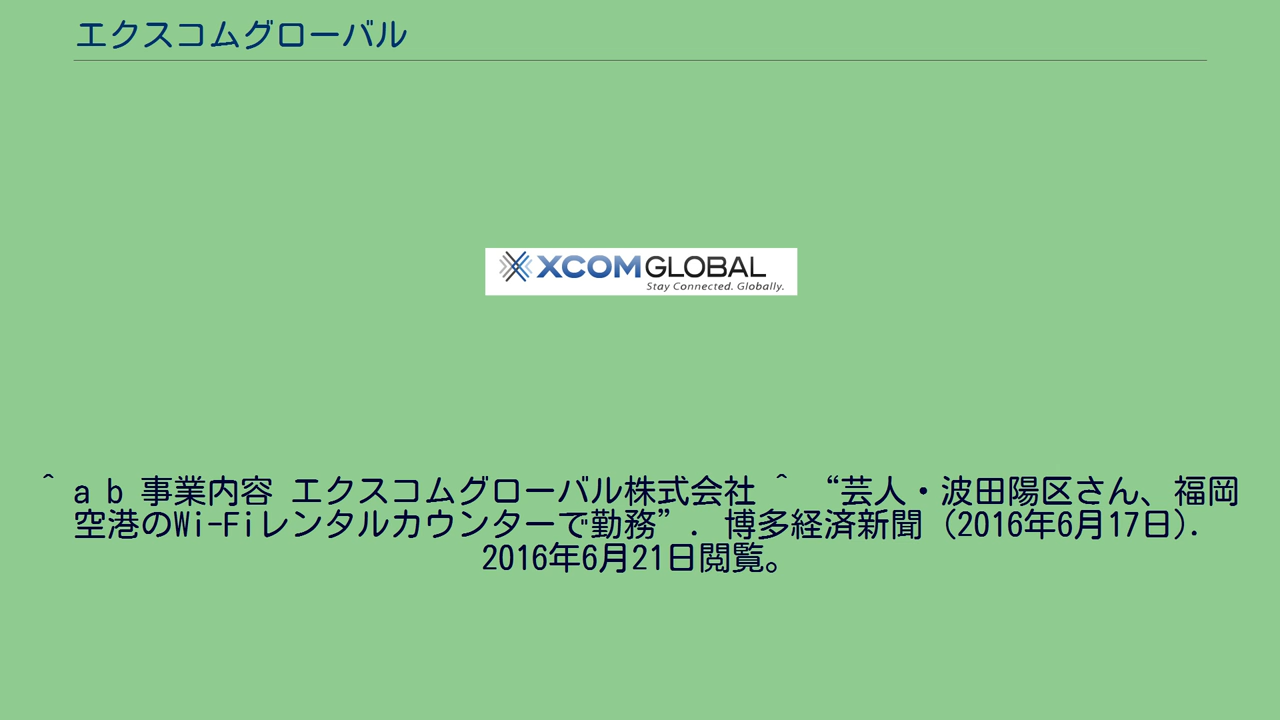 エクスコムグローバル
XCOMGLOBAL
Stay Connected. Globally.
^ a b 事業内容 エクスコムグローバル株式会社 ^ “芸人・波田陽区さん、福岡
空港のWi-Fiレンタルカウンターで勤務”. 博多経済新聞 (2016年6月17日).
2016年6月21日閲覧。